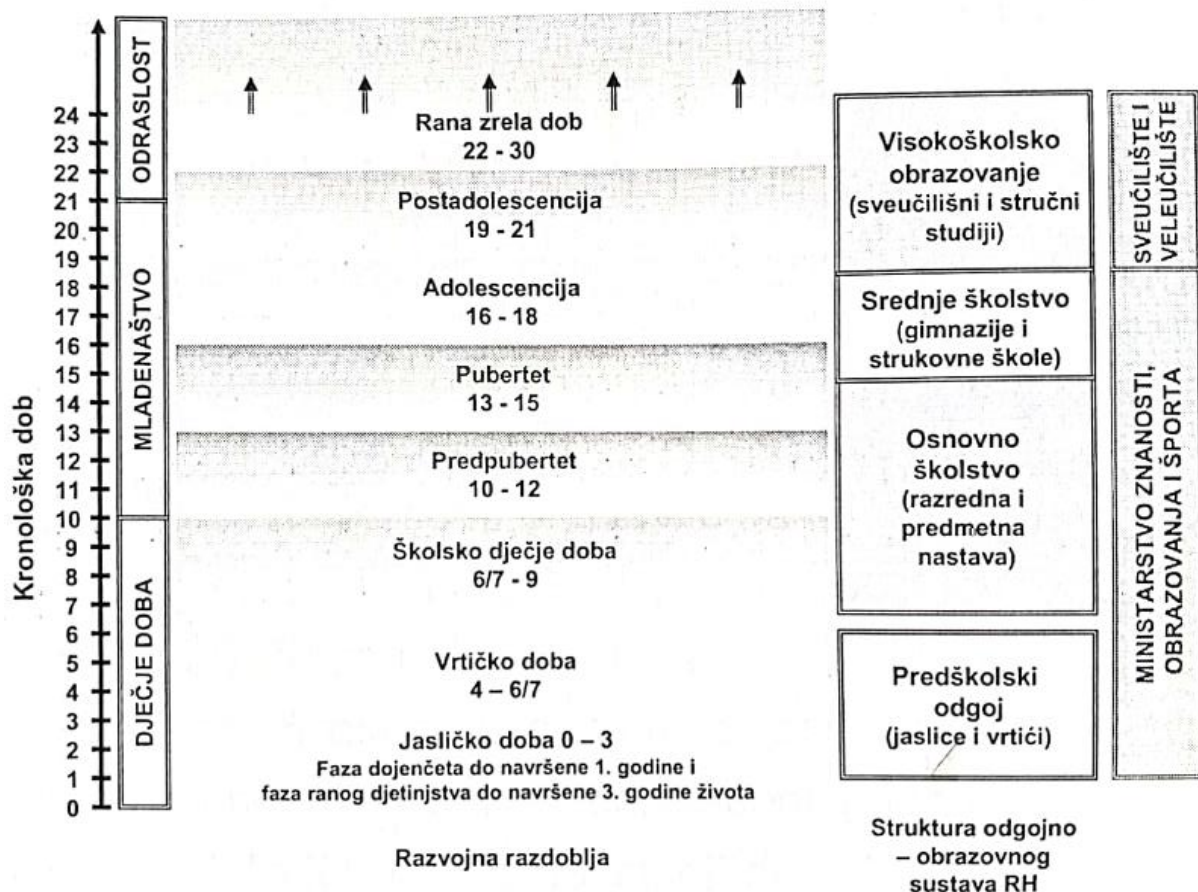 Kronološka dob
24
23
22
21
20
19
18
17
16
15
14
13
12
11
10
9
8
7
6
5
4
3
2
1
0
ODRASLOST
MLADENAŠTVO
DJEČJE DOBA
Rana zrela dob
22 - 30
Postadolescencija
19 - 21
Adolescencija
16 - 18
Pubertet
13 - 15
Predpubertet
10 - 12
Školsko dječje doba
6/7 - 9
Vrtičko doba
4 – 6/7
Jasličko doba 0 – 3
Faza dojenčeta do navršene 1. godine i
faza ranog djetinjstva do navršene 3. godine života
Razvojna razdoblja
Visokoškolsko
obrazovanje
(sveučilišni i stručni
studiji)
Srednje školstvo
(gimnazije i
strukovne škole)
Osnovno
školstvo
(razredna i
predmetna
nastava)
Predškolski
odgoj
(jaslice i vrtići)
Struktura odgojno
– obrazovnog
sustava RH
SVEUČILIŠTE I
VELEUČILIŠTE
MINISTARSTVO ZNANOSTI,
OBRAZOVANJA I ŠPORTA